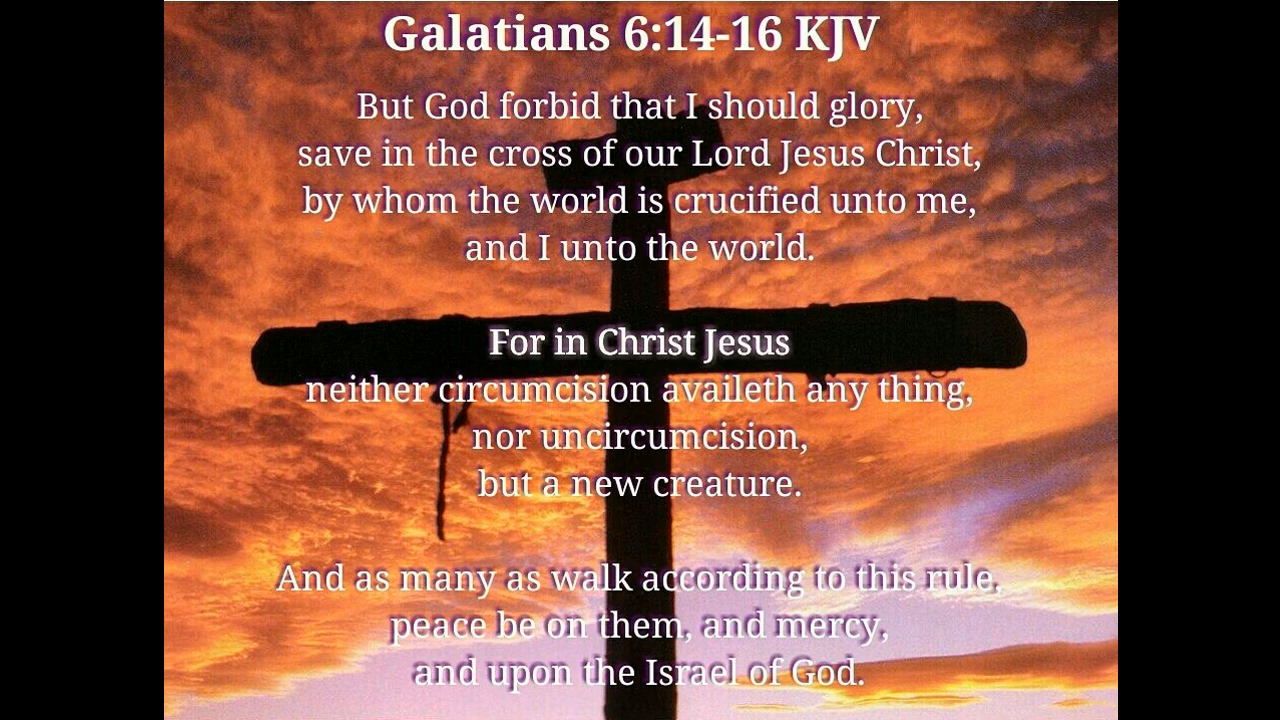 Galatians 6:14-16 KJV
But God forbid that I should glory,
save in the cross of our Lord Jesus Christ,
by whom the world is crucified unto me,
and I unto the world.
For in Christ Jesus
neither circumcision availeth any thing,
nor uncircumcision,
but a new creature.
And as many as walk according to this rule,
peace be on them, and mercy,
and upon the Israel of God.